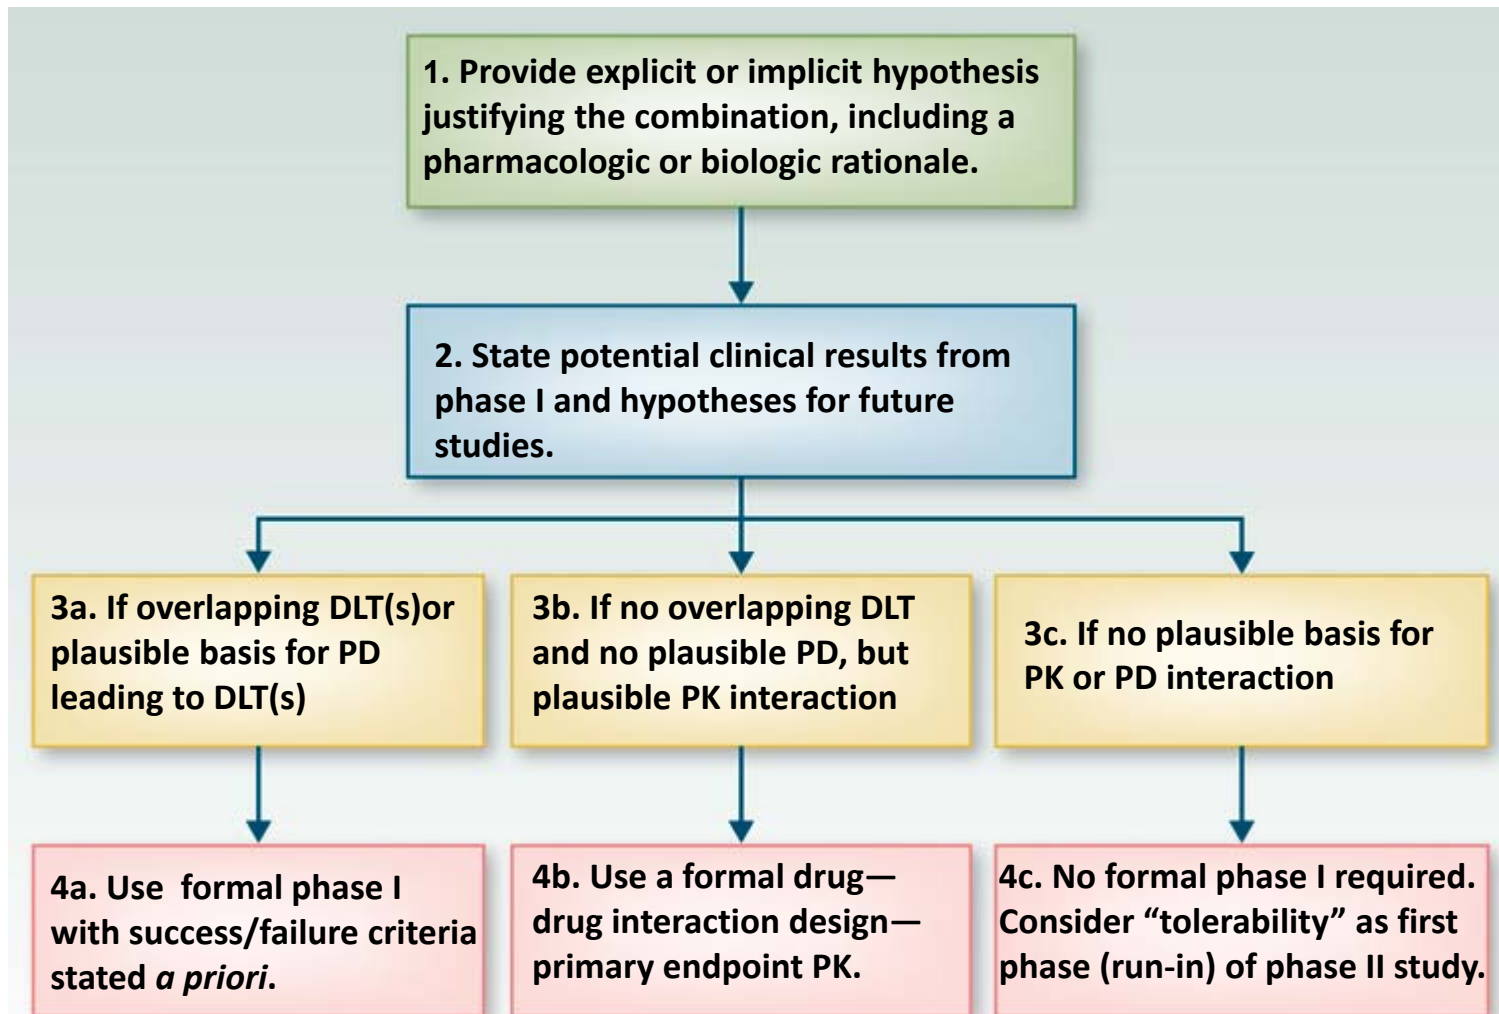 1. Provide explicit or implicit hypothesis
justifying the combination, including a
pharmacologic or biologic rationale.
2. State potential clinical results from
phase I and hypotheses for future
studies.
3a. If overlapping DLT(s)or
plausible basis for PD
leading to DLT(s)
3b. If no overlapping DLT
and no plausible PD, but
plausible PK interaction
3c. If no plausible basis for
PK or PD interaction
4a. Use  formal phase I
with success/failure criteria
stated a priori.
4b. Use a formal drug—
drug interaction design—
primary endpoint PK.
4c. No formal phase I required.
Consider “tolerability” as first
phase (run-in) of phase II study.